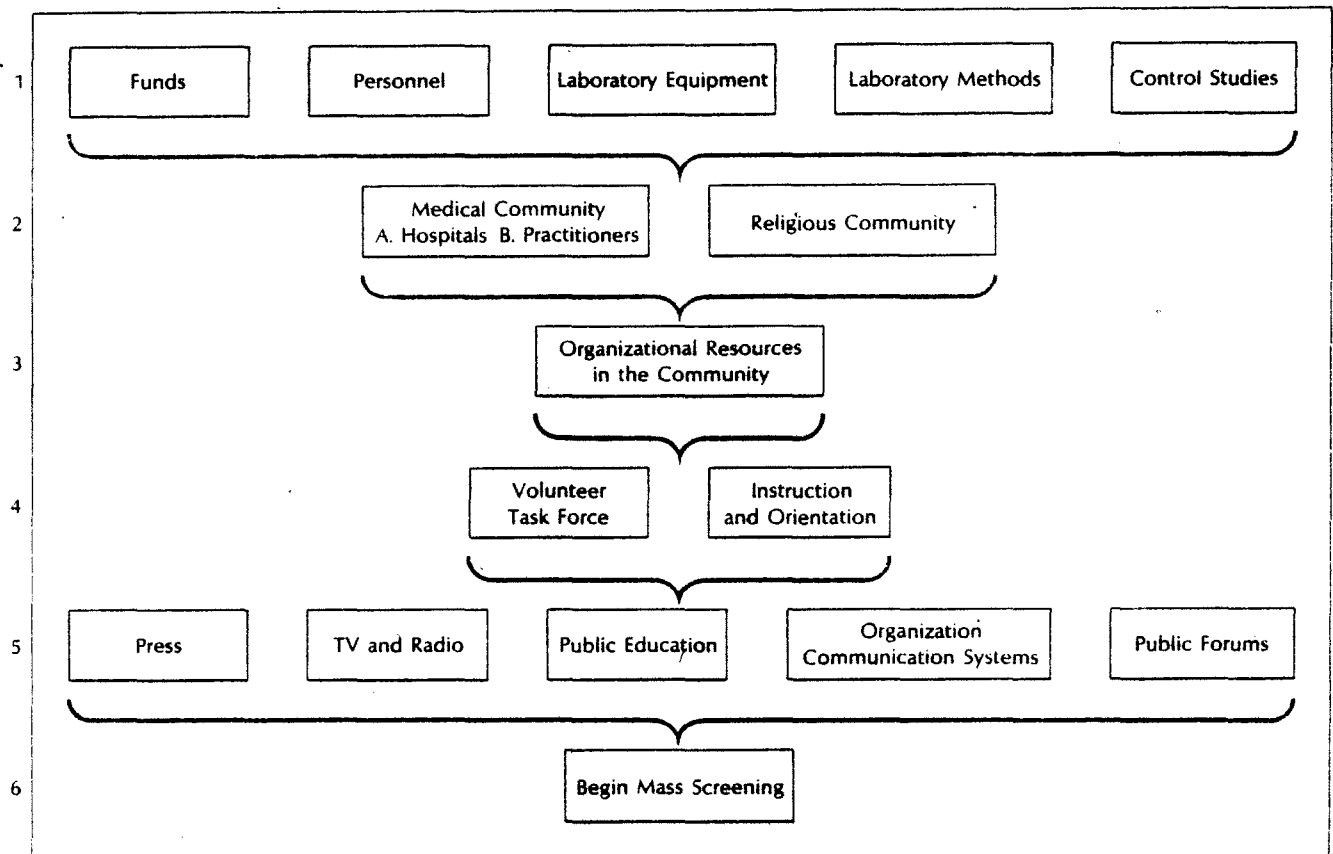 1
Funds
Personnel
Laboratory Equipment
Laboratory Methods
Control Studies
2
Medical Community
A. Hospitals B. Practitioners
Religious Community
3
Organizational Resources
in the Community
4
Volunteer
Task Force
Instruction
and Orientation
5
Press
TV and Radio
Public Education
Organization
Communication Systems
Public Forums
6
Begin Mass Screening